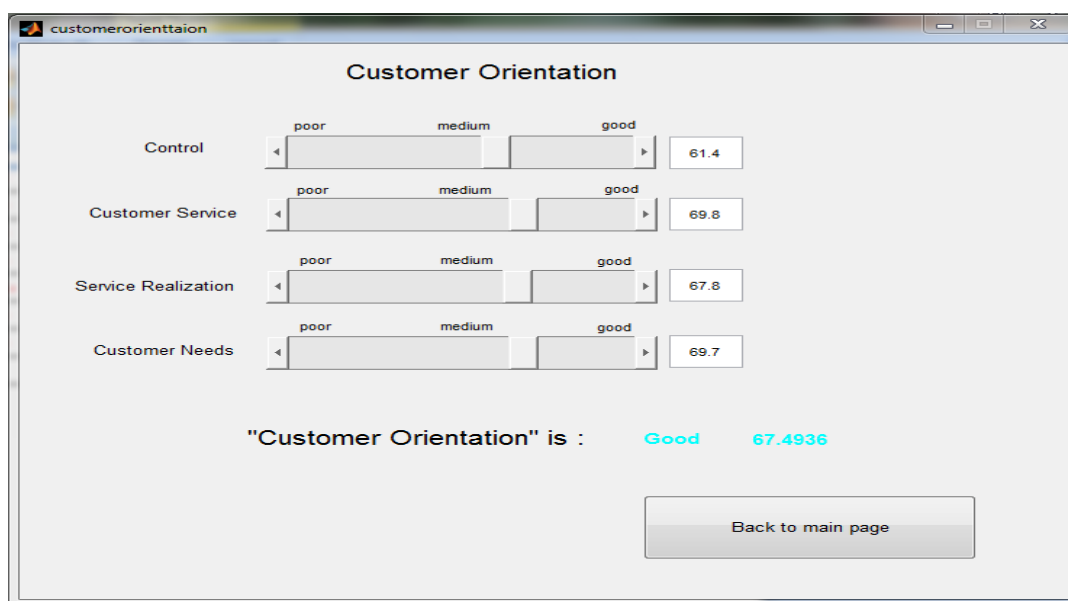 customerorienttaion
Customer Orientation
poor medium good
Control 61.4
poor medium good
Customer Service 69.8
poor medium good
Service Realization 67.8
poor medium good
Customer Needs 69.7
"Customer Orientation" is : Good 67.4936
Back to main page